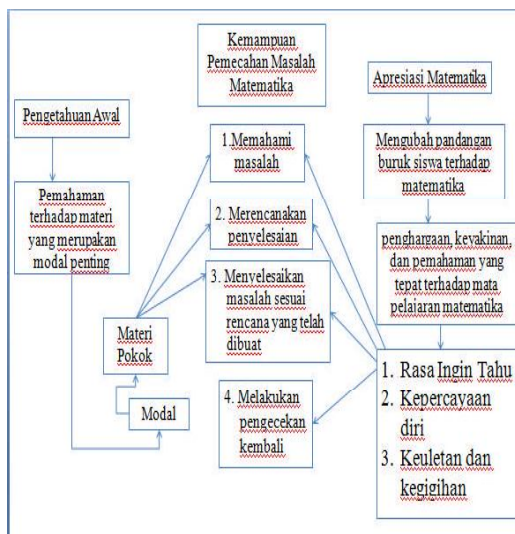 Kemampuan
Pemecahan Masalah
Matematika
Apresiasi Matematika
Pengetahuan Awal
1.Memahami
masalah
Mengubah pandangan
buruk siswa terhadap
matematika
Pemahaman
terhadap materi
yang merupakan
modal penting
2. Merencanakan
penyelesaian
penghargaan, keyakinan,
dan pemahaman yang
tepat terhadap mata
pelajaran matematika
3. Menyelesaikan
masalah sesuai
rencana yang telah
dibuat
Materi
Pokok
Modal
4. Melakukan
pengecekan
kembali
1. Rasa Ingin Tahu
2. Kepercayaan
diri
3. Keuletan dan
kegigihan